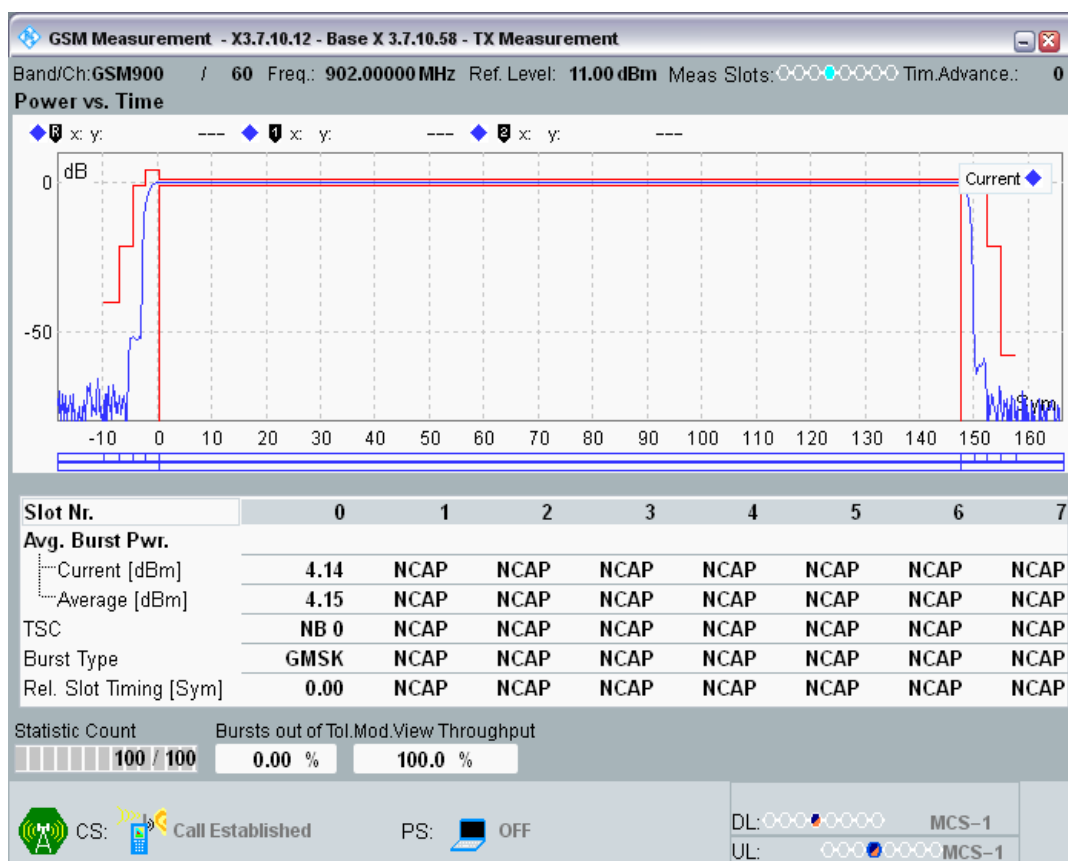 GSM Measurement - X3.7.10.12 - Base X 3.7.10.58 - TX Measurement
Band/Ch:GSM900 / 60 Freq.: 902.00000 MHz Ref. Level: 11.00 dBm Meas Slots: Tim.Advance.: 0
Power vs. Time
R x: y: --- 1 x: y: --- 2 x: y: ---
dB
Current
0
-50
Sym
-10 0 10 20 30 40 50 60 70 80 90 100 110 120 130 140 150 160
Slot Nr. 0 1 2 3 4 5 6 7
Avg. Burst Pwr.
Current [dBm] 4.14 NCAP NCAP NCAP NCAP NCAP NCAP NCAP
Average [dBm] 4.15 NCAP NCAP NCAP NCAP NCAP NCAP NCAP
TSC NB 0 NCAP NCAP NCAP NCAP NCAP NCAP NCAP
Burst Type GMSK NCAP NCAP NCAP NCAP NCAP NCAP NCAP
Rel. Slot Timing [Sym] 0.00 NCAP NCAP NCAP NCAP NCAP NCAP NCAP
Statistic Count Bursts out of Tol. Mod.View Throughput
100 / 100 0.00 % 100.0 %
CS: Call Established PS: OFF DL: MCS-1
UL: MCS-1